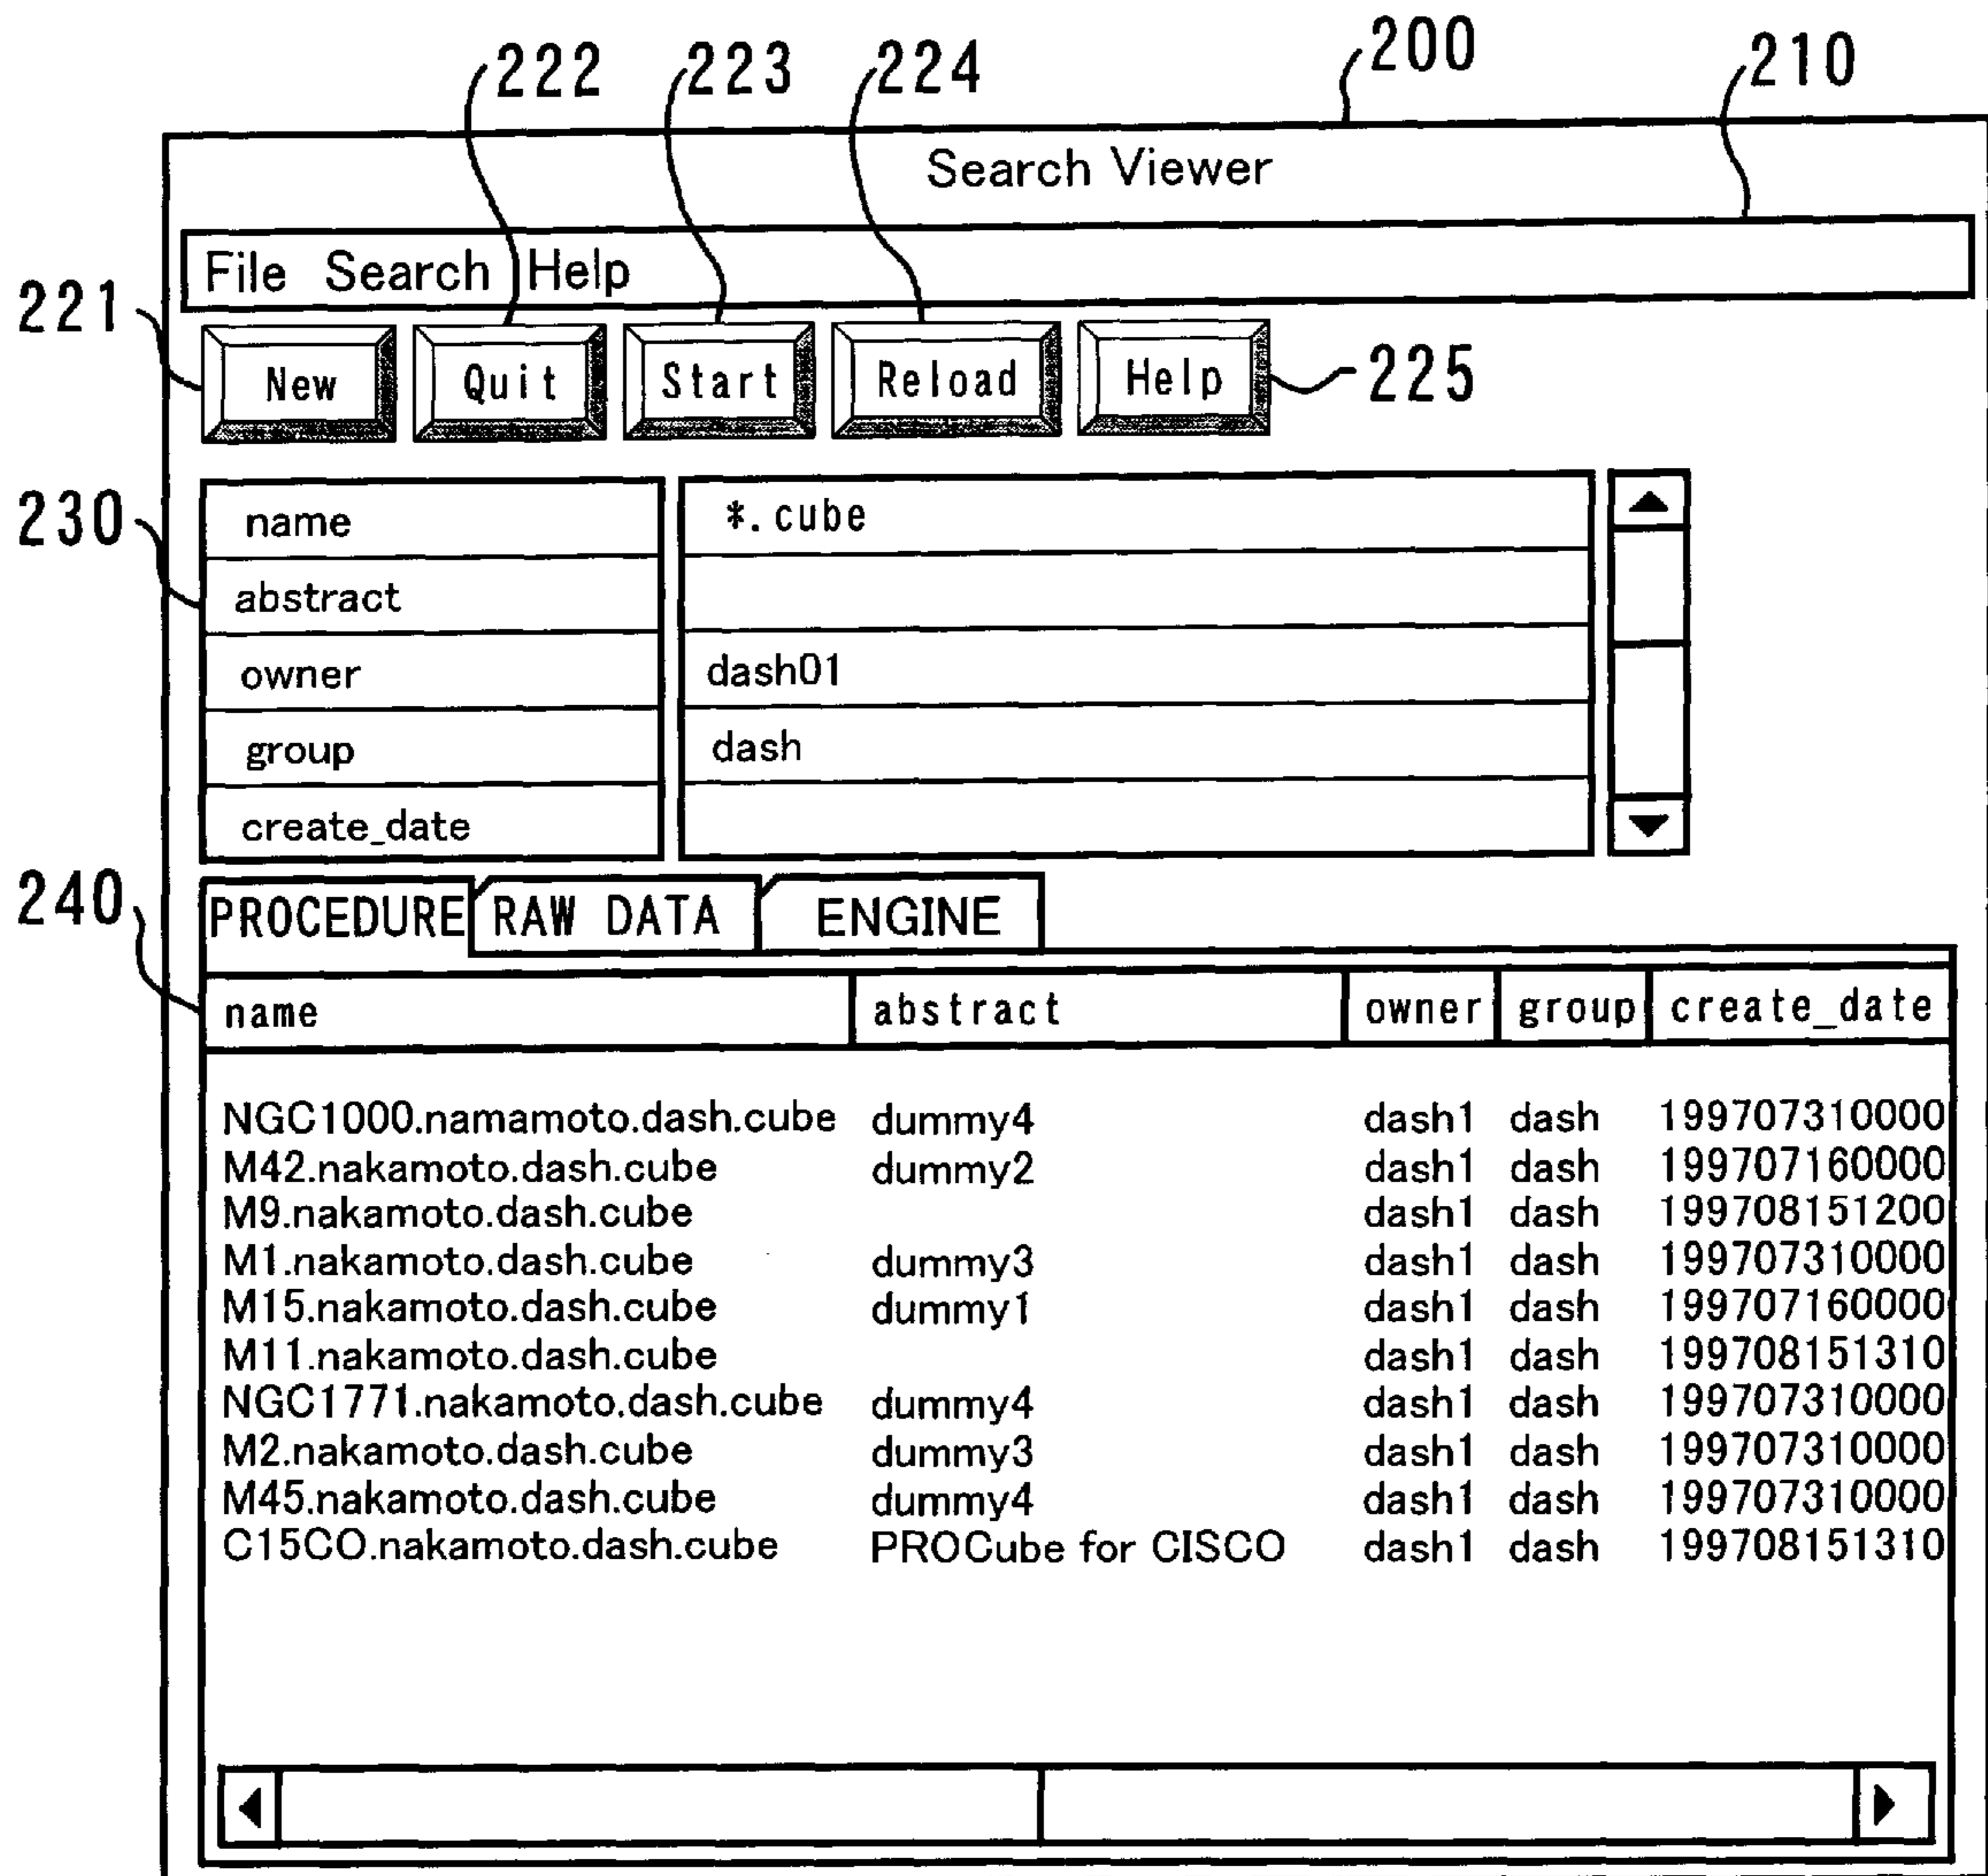 222 223 224 200 210
Search Viewer
File Search Help
221
New Quit Start Reload Help 225
230
name *.cube
abstract
owner dash01
group dash
create_date
240
PROCEDURE RAW DATA ENGINE
name abstract owner group create_date
NGC1000.namamoto.dash.cube dummy4 dash1 dash 199707310000
M42.nakamoto.dash.cube dummy2 dash1 dash 199707160000
M9.nakamoto.dash.cube dash1 dash 199708151200
M1.nakamoto.dash.cube dummy3 dash1 dash 199707310000
M15.nakamoto.dash.cube dummy1 dash1 dash 199707160000
M11.nakamoto.dash.cube dash1 dash 199708151310
NGC1771.nakamoto.dash.cube dummy4 dash1 dash 199707310000
M2.nakamoto.dash.cube dummy3 dash1 dash 199707310000
M45.nakamoto.dash.cube dummy4 dash1 dash 199707310000
C15CO.nakamoto.dash.cube PROCube for CISCO dash1 dash 199708151310